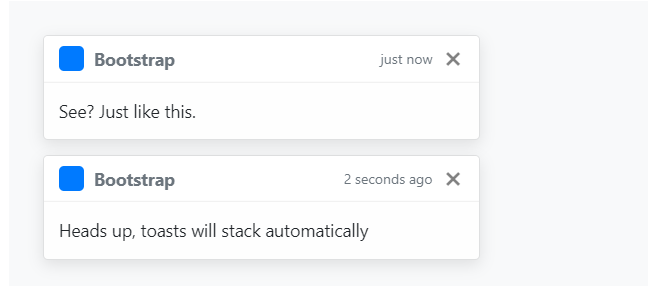 Bootstrap just now ×
See? Just like this.
Bootstrap 2 seconds ago ×
Heads up, toasts will stack automatically